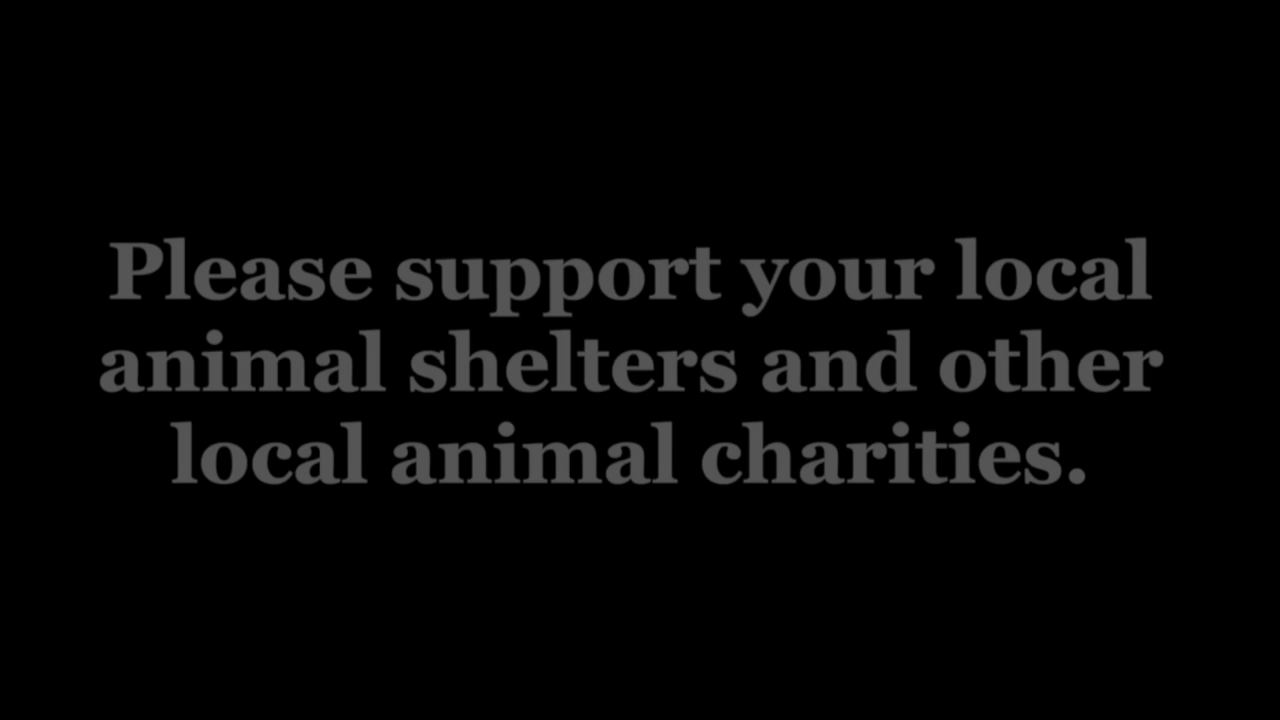 Please support your local
animal shelters and other
local animal charities.